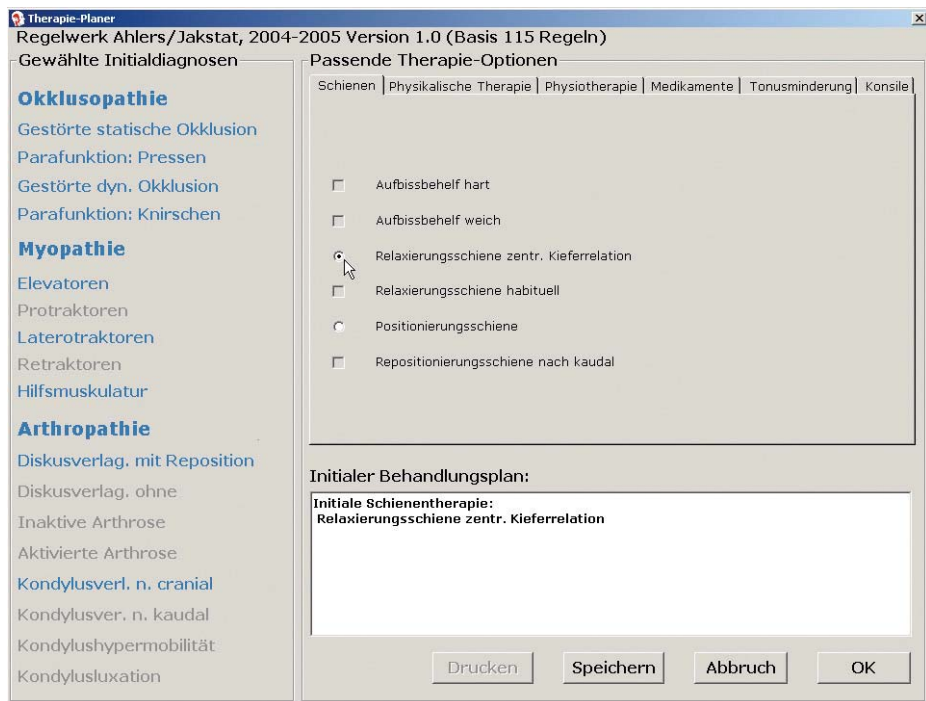 Therapie-Planer
Regelwerk Ahlers/Jakstat, 2004-2005 Version 1.0 (Basis 115 Regeln)
Gewählte Initialdiagnosen
Okklusopathie
Gestörte statische Okklusion
Parafunktion: Pressen
Gestörte dyn. Okklusion
Parafunktion: Knirschen
Myopathie
Elevatoren
Protraktoren
Laterotraktoren
Retraktoren
Hilfsmuskulatur
Arthropathie
Diskusverlag. mit Reposition
Diskusverlag. ohne
Inaktive Arthrose
Aktivierte Arthrose
Kondylusverl. n. cranial
Kondylusver. n. kaudal
Kondylushypermobilität
Kondylusluxation
Passende Therapie-Optionen
Schienen Physikalische Therapie Physiotherapie Medikamente Tonusminderung Konsile
Aufbissbehelf hart
Aufbissbehelf weich
Relaxierungsschiene zentr. Kieferrelation
Relaxierungsschiene habituell
Positionierungsschiene
Repositionierungsschiene nach kaudal
Initialer Behandlungsplan:
Initiale Schienentherapie:
Relaxierungsschiene zentr. Kieferrelation
Drucken Speichern Abbruch OK